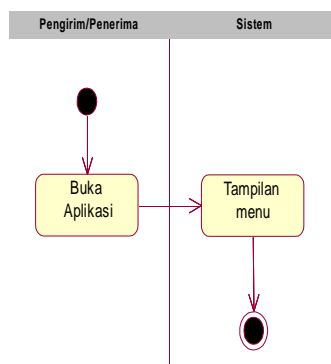 Pengirim/Penerima
Sistem
Buka
Aplikasi
Tampilan
menu